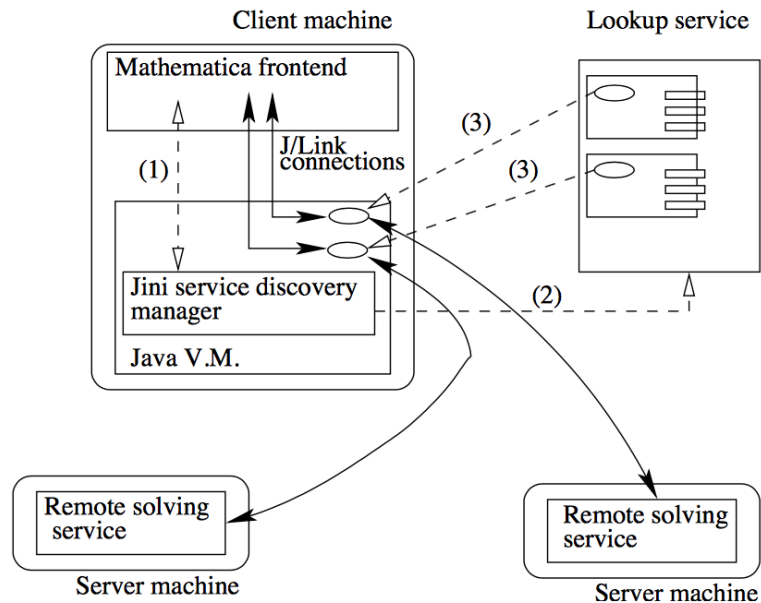 Client machine
Lookup service
Mathematica frontend
(3)
J/Link
connections
(1)
(3)
Jini service discovery
manager
(2)
Java V.M.
Remote solving
service
Server machine
Remote solving
service
Server machine